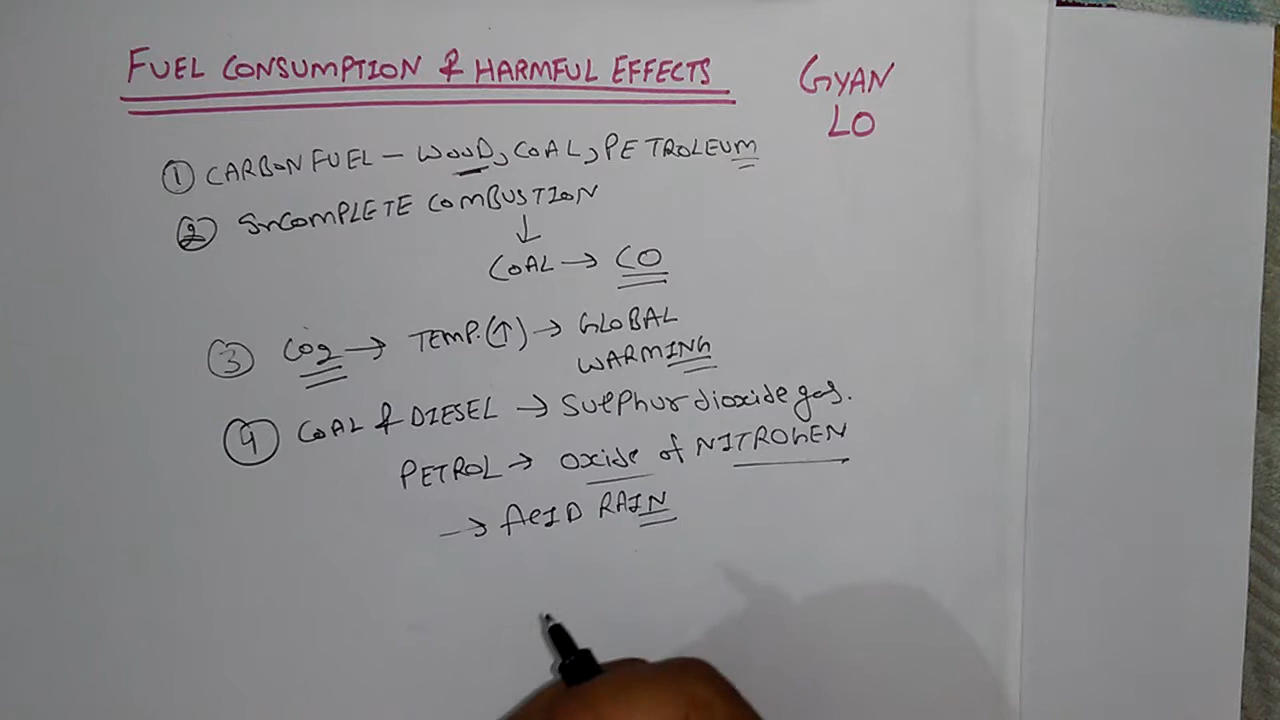 FUEL CONSUMPTION & HARMFUL EFFECTS
GYAN
LO
① CARBON FUEL - WOOD, COAL, PETROLEUM
② INCOMPLETE COMBUSTION
↓
COAL → CO
③ CO2 → TEMP. (↑) → GLOBAL
WARMING
④ COAL & DIESEL → Sulphur dioxide gas.
PETROL → Oxide of NITROGEN
→ ACID RAIN